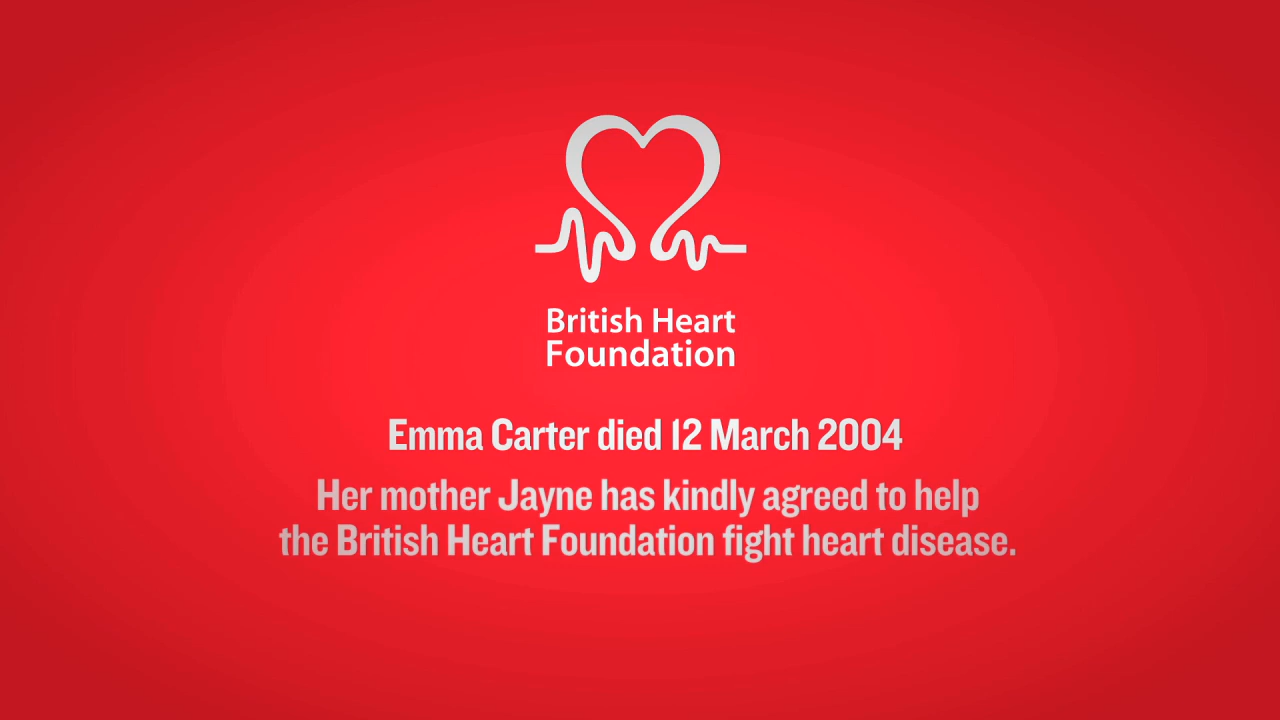 British Heart
Foundation
Emma Carter died 12 March 2004
Her mother Jayne has kindly agreed to help
the British Heart Foundation fight heart disease.